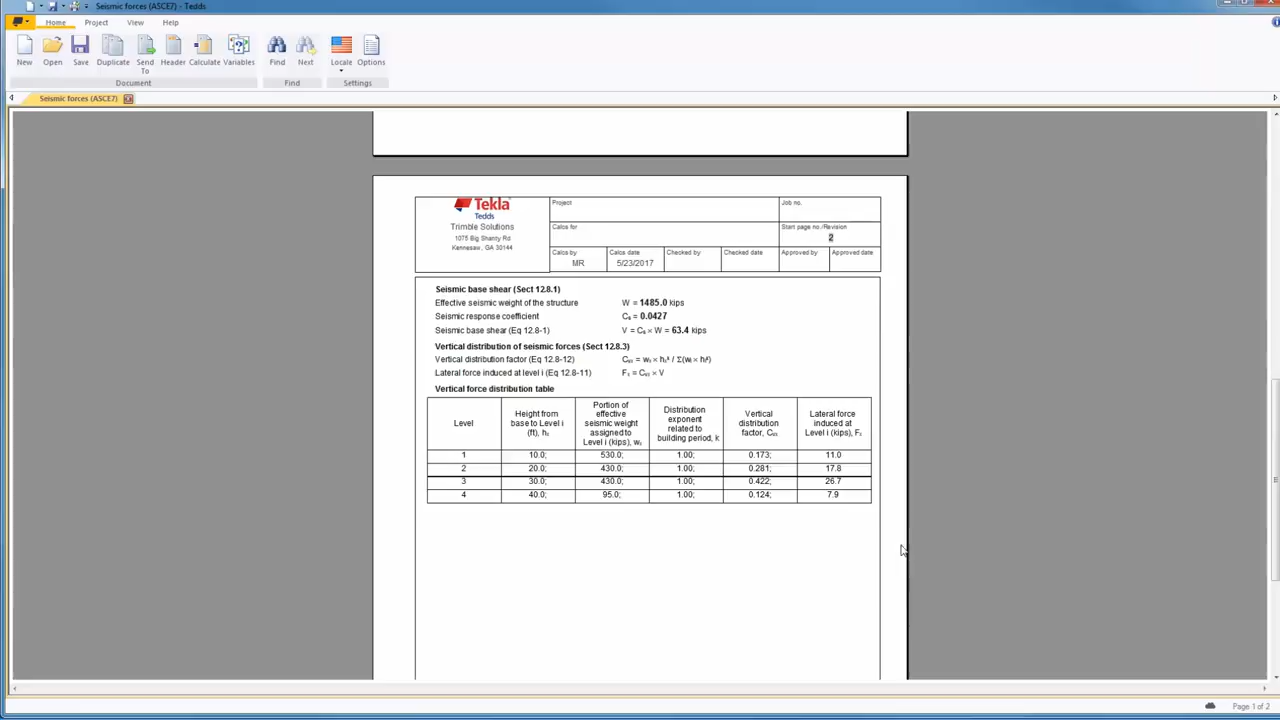 Seismic forces (ASCE7) - Tedds
Home Project View Help
New Open Save Duplicate Send To Header Calculate Variables Find Next Locale Options
Document Find Settings
Seismic forces (ASCE7)
Tekla
Tedds
Trimble Solutions
1075 Big Shanty Rd
Kennesaw, GA 30144
Project
Job no.
Calcs for
Start page no./Revision
2
Calcs by
MR
Calcs date
5/23/2017
Checked by
Checked date
Approved by
Approved date
Seismic base shear (Sect 12.8.1)
Effective seismic weight of the structure W = 1485.0 kips
Seismic response coefficient Cs = 0.0427
Seismic base shear (Eq 12.8-1) V = Cs × W = 63.4 kips
Vertical distribution of seismic forces (Sect 12.8.3)
Vertical distribution factor (Eq 12.8-12)
Lateral force induced at level i (Eq 12.8-11)
Vertical force distribution table
Level
Height from base to Level i (ft), hx
Portion of effective seismic weight assigned to Level i (kips), wx
Distribution exponent related to building period, k
Vertical distribution factor, Cvx
Lateral force induced at Level i (kips), Fx
1 10.0; 530.0; 1.00; 0.173; 11.0
2 20.0; 430.0; 1.00; 0.281; 17.8
3 30.0; 430.0; 1.00; 0.422; 26.7
4 40.0; 95.0; 1.00; 0.124; 7.9
Page 1 of 2